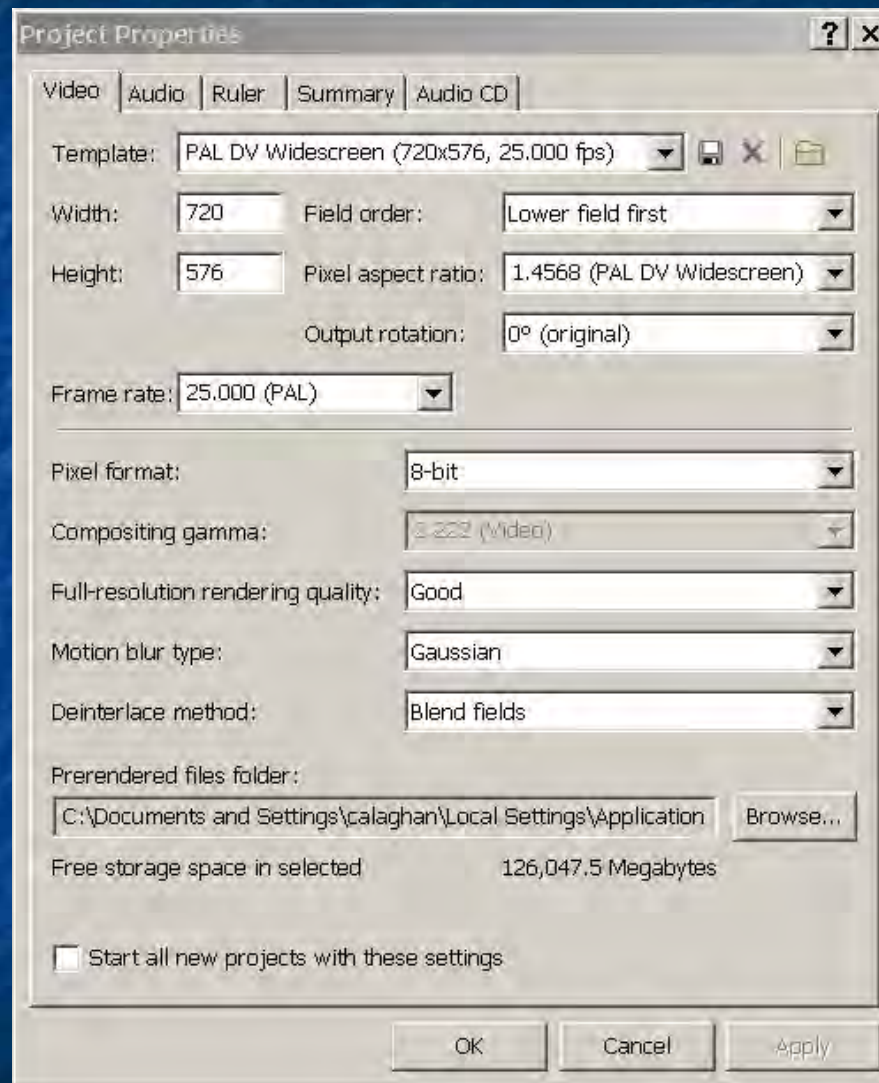 Project Properties
Video Audio Ruler Summary Audio CD
Template: PAL DV Widescreen (720x576, 25.000 fps)
Width: 720 Field order: Lower field first
Height: 576 Pixel aspect ratio: 1.4568 (PAL DV Widescreen)
Output rotation: 0º (original)
Frame rate: 25.000 (PAL)
Pixel format: 8-bit
Compositing gamma: 2.222 (Video)
Full-resolution rendering quality: Good
Motion blur type: Gaussian
Deinterlace method: Blend fields
Prerendered files folder:
C:\Documents and Settings\calaghan\Local Settings\Application Browse...
Free storage space in selected 126,047.5 Megabytes
Start all new projects with these settings
OK Cancel Apply